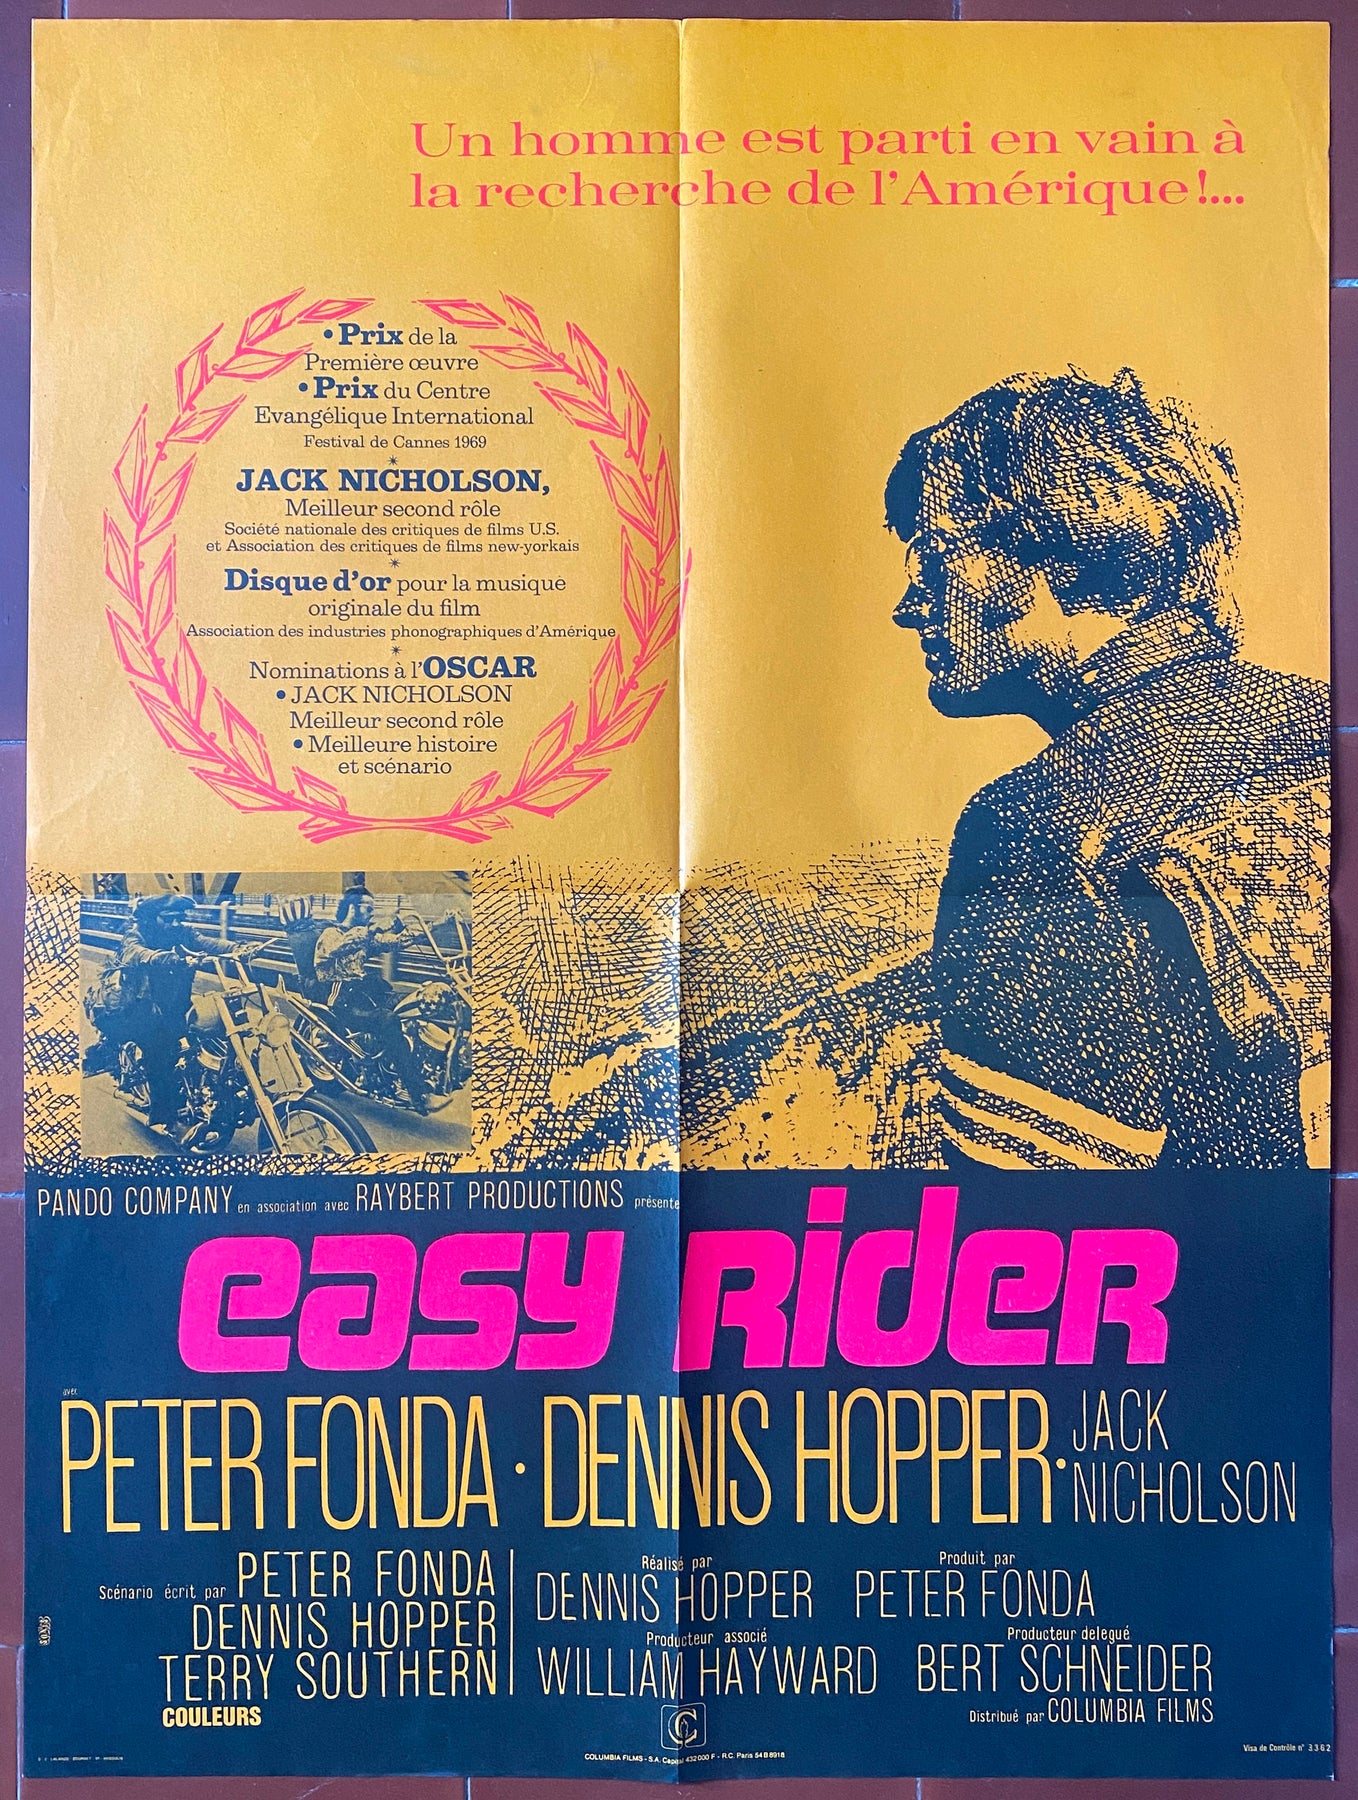 Un homme est parti en vain à
la recherche de l'Amérique!...
• Prix de la
Première œuvre
• Prix du Centre
Evangélique International
Festival de Cannes 1969
*
JACK NICHOLSON,
Meilleur second rôle
Société nationale des critiques de films U.S.
et Association des critiques de films new-yorkais
*
Disque d'or pour la musique
originale du film
Association des industries phonographiques d'Amérique
*
Nominations à l'OSCAR
• JACK NICHOLSON
Meilleur second rôle
• Meilleure histoire
et scénario
PANDO COMPANY en association avec RAYBERT PRODUCTIONS présente
easy rider
avec
PETER FONDA · DENNIS HOPPER ·
JACK
NICHOLSON
Scénario écrit par PETER FONDA
DENNIS HOPPER
TERRY SOUTHERN
COULEURS
Réalisé par
DENNIS HOPPER
Produit par
PETER FONDA
Producteur associé
WILLIAM HAYWARD
Producteur delegué
BERT SCHNEIDER
Distribué par COLUMBIA FILMS
COLUMBIA FILMS - S.A. Capital 432 000 F - R.C. Paris 54 B 8918
Visa de Contrôle n° 3362